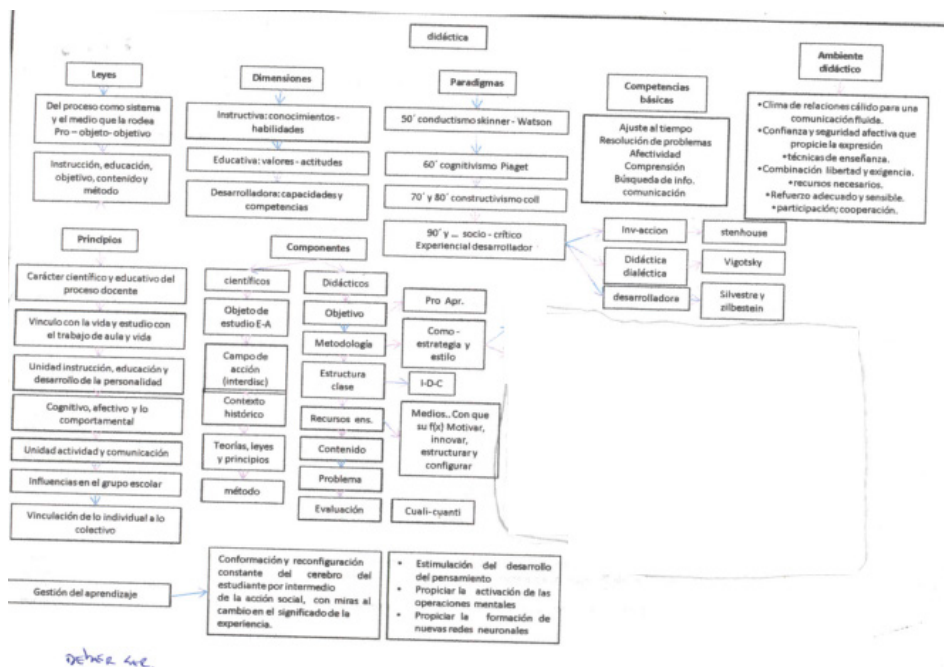 didáctica
Leyes
Del proceso como sistema
y el medio que la rodea
Pro – objeto- objetivo
Instrucción, educación,
objetivo, contenido y
método
Dimensiones
Instructiva: conocimientos -
habilidades
Educativa: valores - actitudes
Desarrolladora: capacidades y
competencias
Paradigmas
50´ conductismo skinner - Watson
60´ cognitivismo Piaget
70´ y 80´ constructivismo coll
90´ y ... socio - crítico
Experiencial desarrollador
Inv-accion
stenhouse
Didáctica
dialéctica
Vigotsky
desarrolladora
Silvestre y
zilbestein
Competencias
básicas
Ajuste al tiempo
Resolución de problemas
Afectividad
Comprensión
Búsqueda de info.
comunicación
Ambiente
didáctico
•Clima de relaciones cálido para una
comunicación fluida.
•Confianza y seguridad afectiva que
propicie la expresión
•técnicas de enseñanza.
•Combinación libertad y exigencia.
•recursos necesarios.
•Refuerzo adecuado y sensible.
•participación; cooperación.
Principios
Carácter científico y educativo del
proceso docente
Vinculo con la vida y estudio con
el trabajo de aula y vida
Unidad instrucción, educación y
desarrollo de la personalidad
Cognitivo, afectivo y lo
comportamental
Unidad actividad y comunicación
Influencias en el grupo escolar
Vinculación de lo individual a lo
colectivo
Componentes
científicos
Objeto de
estudio E-A
Campo de
acción
(interdisc)
Contexto
histórico
Teorías, leyes
y principios
método
Didácticos
Objetivo
Pro Apr.
Metodología
Como -
estrategia y
estilo
Estructura
clase
I-D-C
Recursos ens.
Medios.. Con que
su f(x) Motivar,
innovar,
estructurar y
configurar
Contenido
Problema
Evaluación
Cuali-cuanti
Gestión del aprendizaje
Conformación y reconfiguración
constante del cerebro del
estudiante por intermedio
de la acción social, con miras al
cambio en el significado de la
experiencia.
• Estimulación del desarrollo
del pensamiento
• Propiciar la activación de las
operaciones mentales
• Propiciar la formación de
nuevas redes neuronales